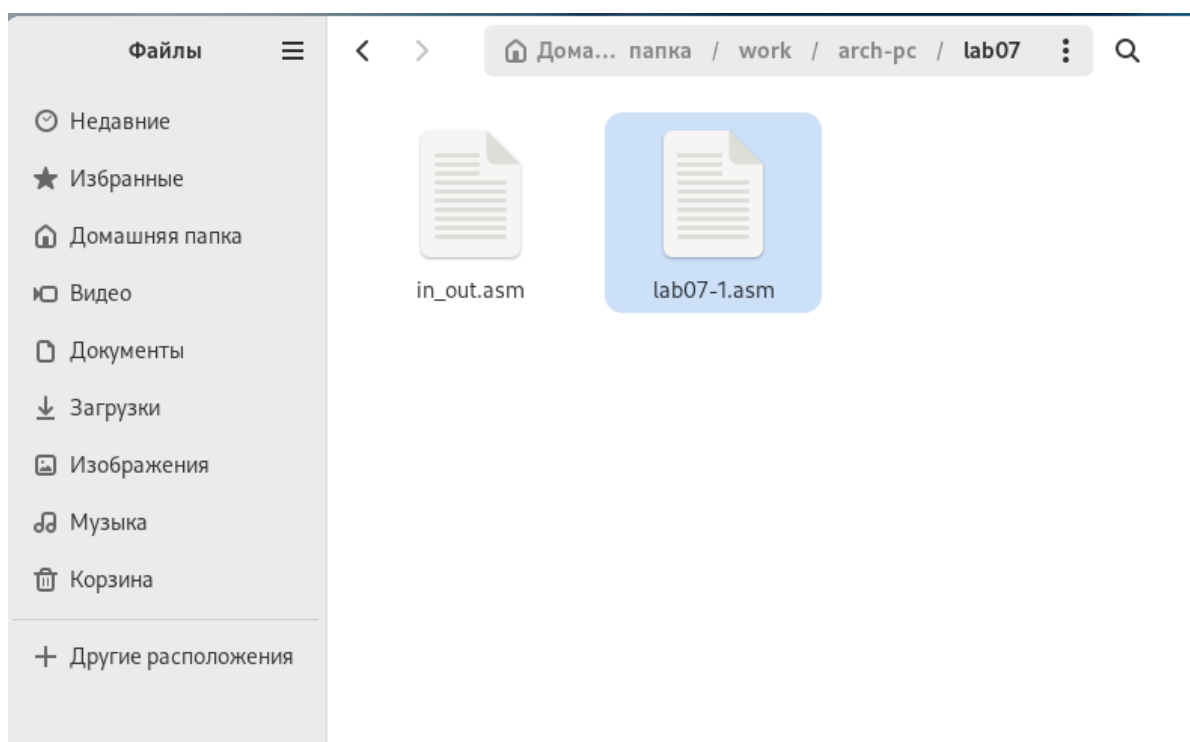 Файлы
Дома... папка / work / arch-pc / lab07
Недавние
Избранные
Домашняя папка
Видео
Документы
Загрузки
Изображения
Музыка
Корзина
Другие расположения
in_out.asm
lab07-1.asm